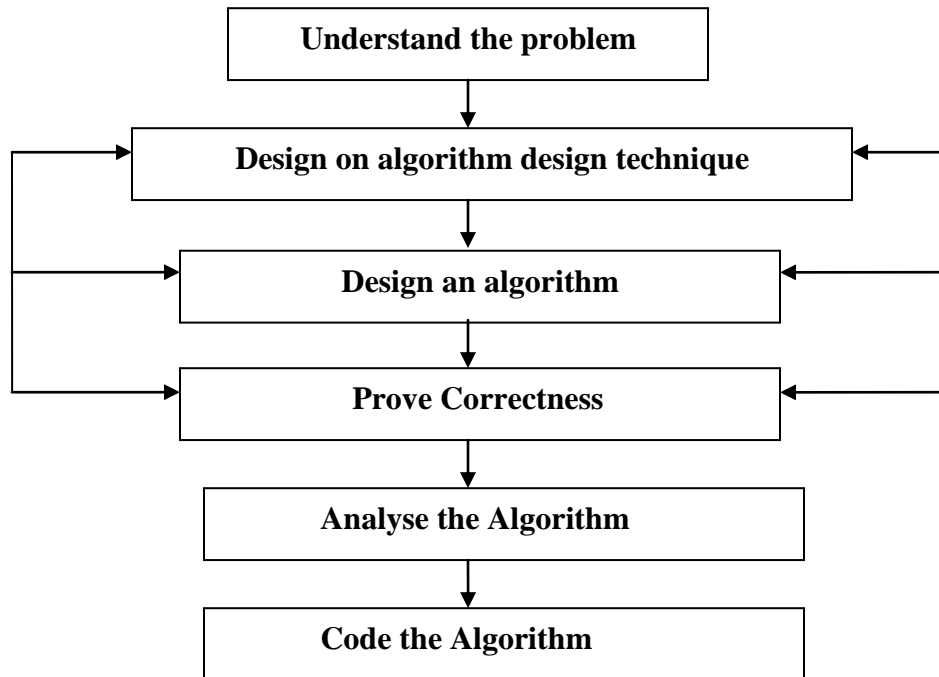 Understand the problem
Design on algorithm design technique
Design an algorithm
Prove Correctness
Analyse the Algorithm
Code the Algorithm